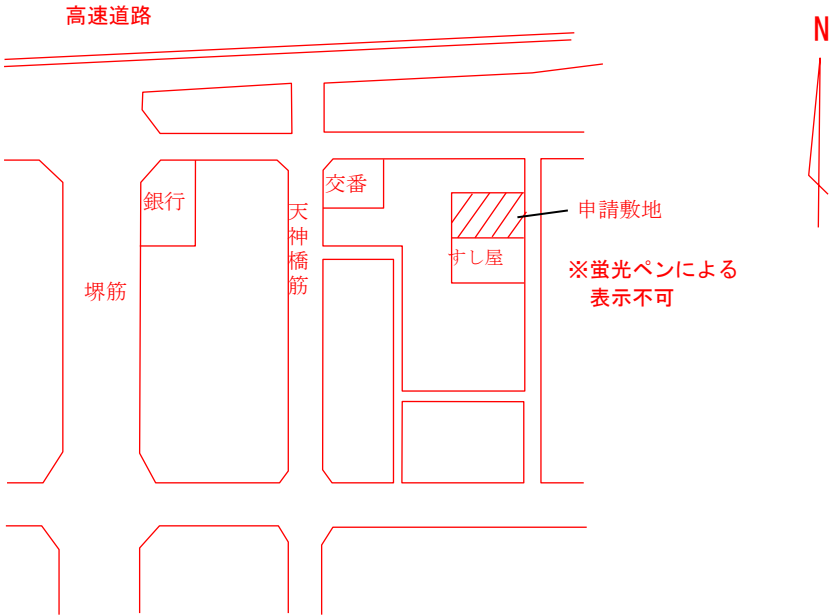 高速道路
N
銀行
交番
天神橋筋
申請敷地
すし屋
※蛍光ペンによる
表示不可
堺筋